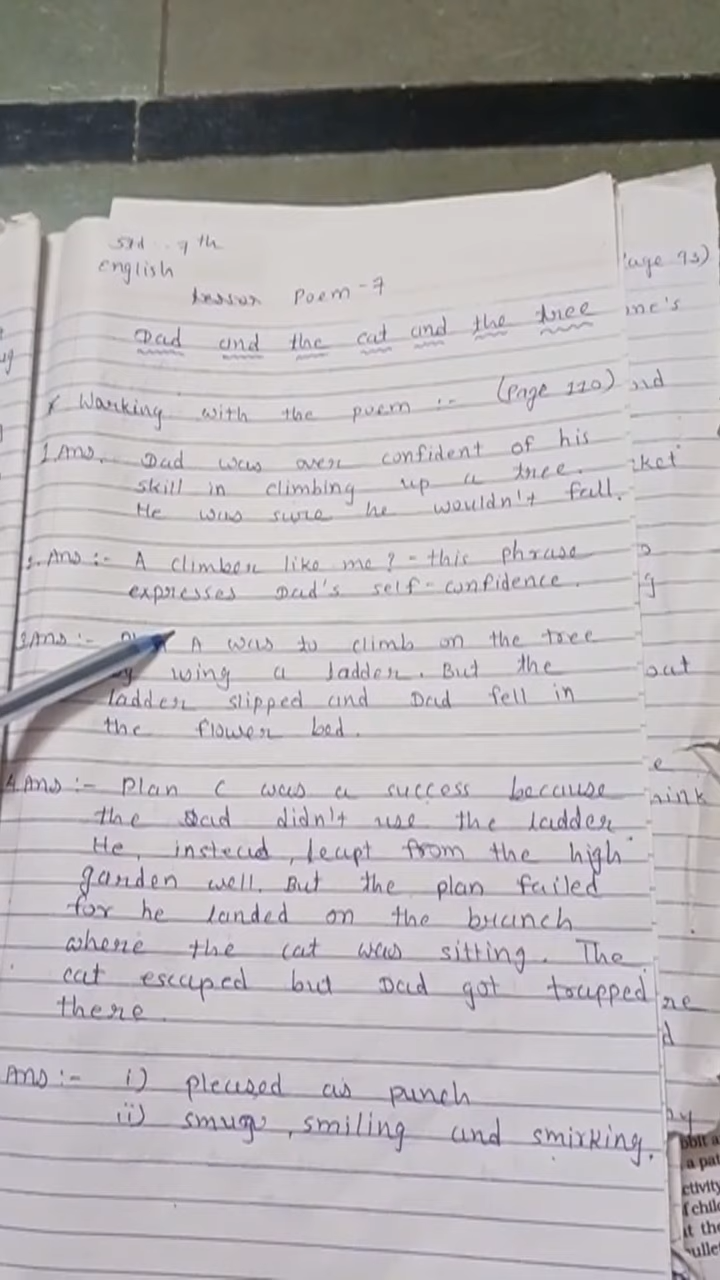 std. 7th
English
Poem - 7
Dad and the cat and the tree
* Working with the poem :- (Page 110)
1 Ans. Dad was over confident of his
skill in climbing up a tree.
He was sure he wouldn't fall.
2. Ans :- A climber like me? - this phrase
expresses Dad's self-confidence.
3 Ans :- A was to climb on the tree
wing a ladder. But the
ladder slipped and Dad fell in
the flower bed.
4 Ans :- Plan C was a success because
the Dad didn't use the ladder.
He, instead, leapt from the high
garden well. But the plan failed
for he landed on the branch
where the cat was sitting. The
cat escaped but Dad got trapped
there.
Ans :- i) pleased as punch
ii) smug, smiling and smirking.